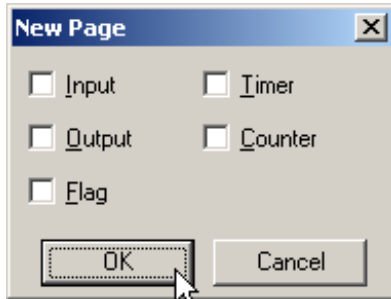 New Page
Input Timer
Output Counter
Flag
OK Cancel